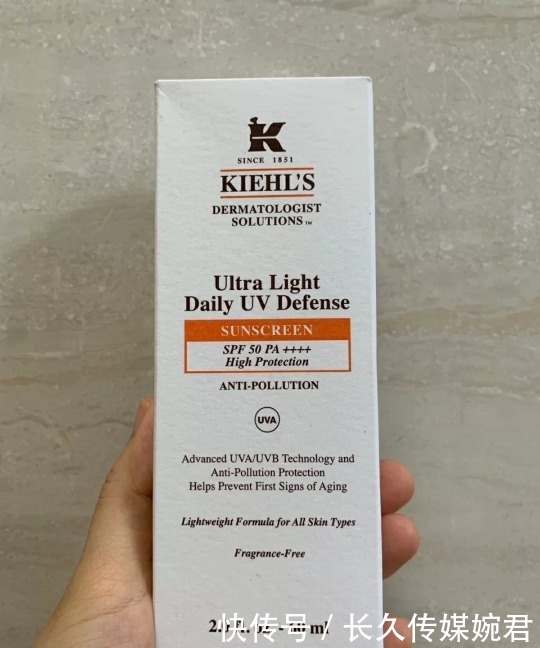 K
SINCE 1851
KIEHL'S
DERMATOLOGIST
SOLUTIONS™
Ultra Light
Daily UV Defense
SUNSCREEN
SPF 50 PA ++++
High Protection
ANTI-POLLUTION
UVA
Advanced UVA/UVB Technology and
Anti-Pollution Protection
Helps Prevent First Signs of Aging
Lightweight Formula for All Skin Types
Fragrance-Free
快传号 / 长久传媒婉君